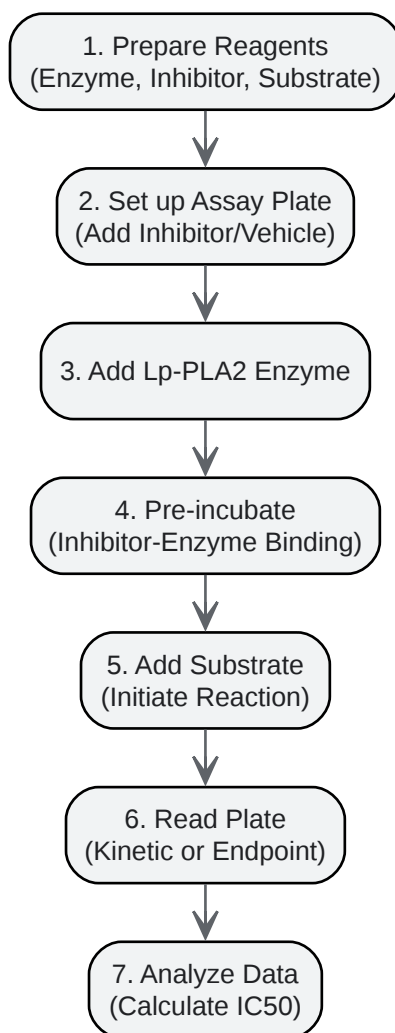 1. Prepare Reagents
(Enzyme, Inhibitor, Substrate)
2. Set up Assay Plate
(Add Inhibitor/Vehicle)
3. Add Lp-PLA2 Enzyme
4. Pre-incubate
(Inhibitor-Enzyme Binding)
5. Add Substrate
(Initiate Reaction)
6. Read Plate
(Kinetic or Endpoint)
7. Analyze Data
(Calculate IC50)